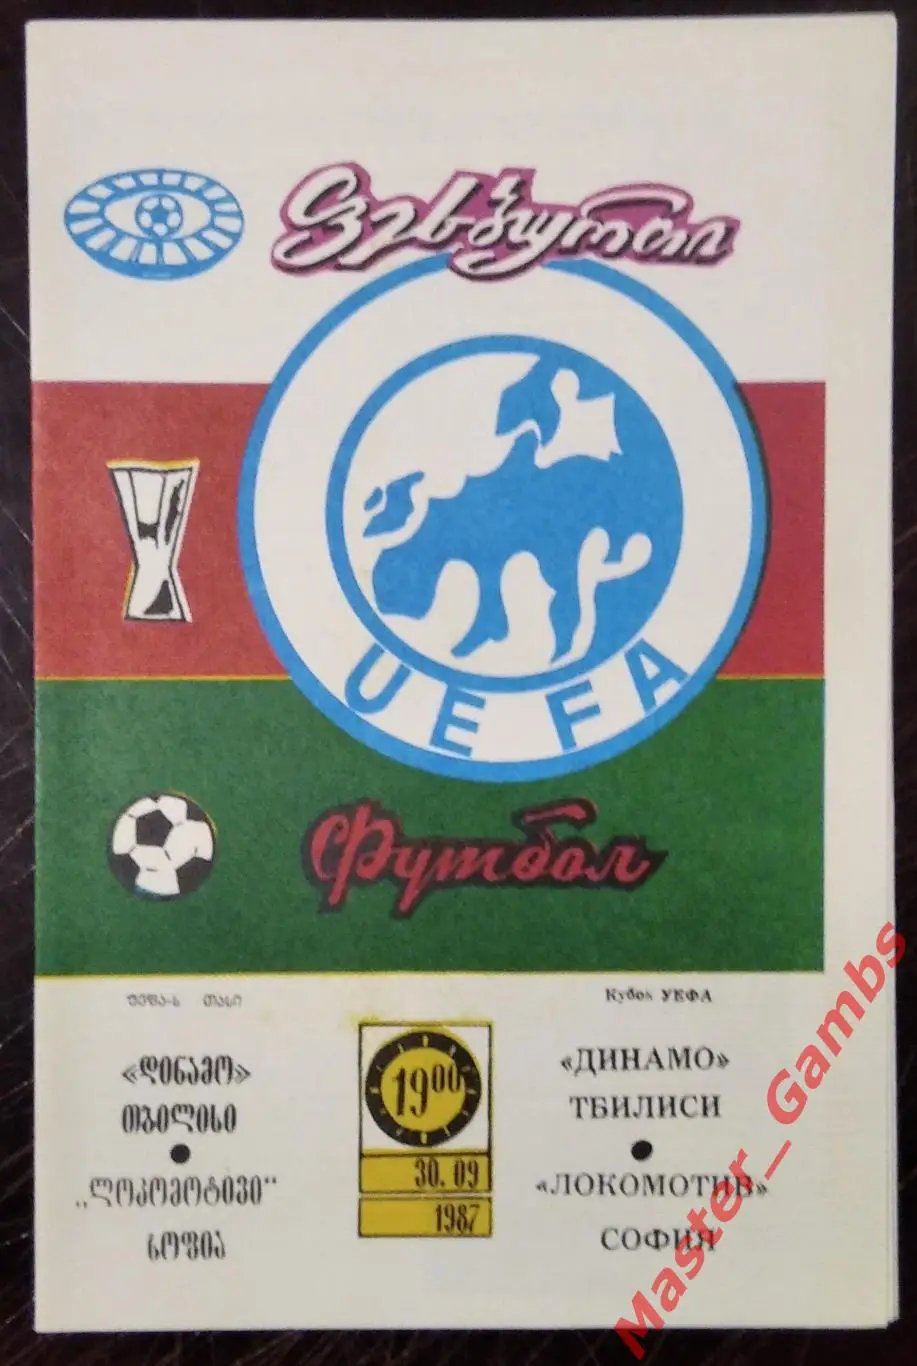 ფეხბურთი
UEFA
Футбол
უეფა-ს თასი
«დინამო»
თბილისი
„ლოკომოტივი“
სოფია
19 00
30.09
1987
Кубок УЕФА
«ДИНАМО»
ТБИЛИСИ
«ЛОКОМОТИВ»
СОФИЯ
Master_Gambs